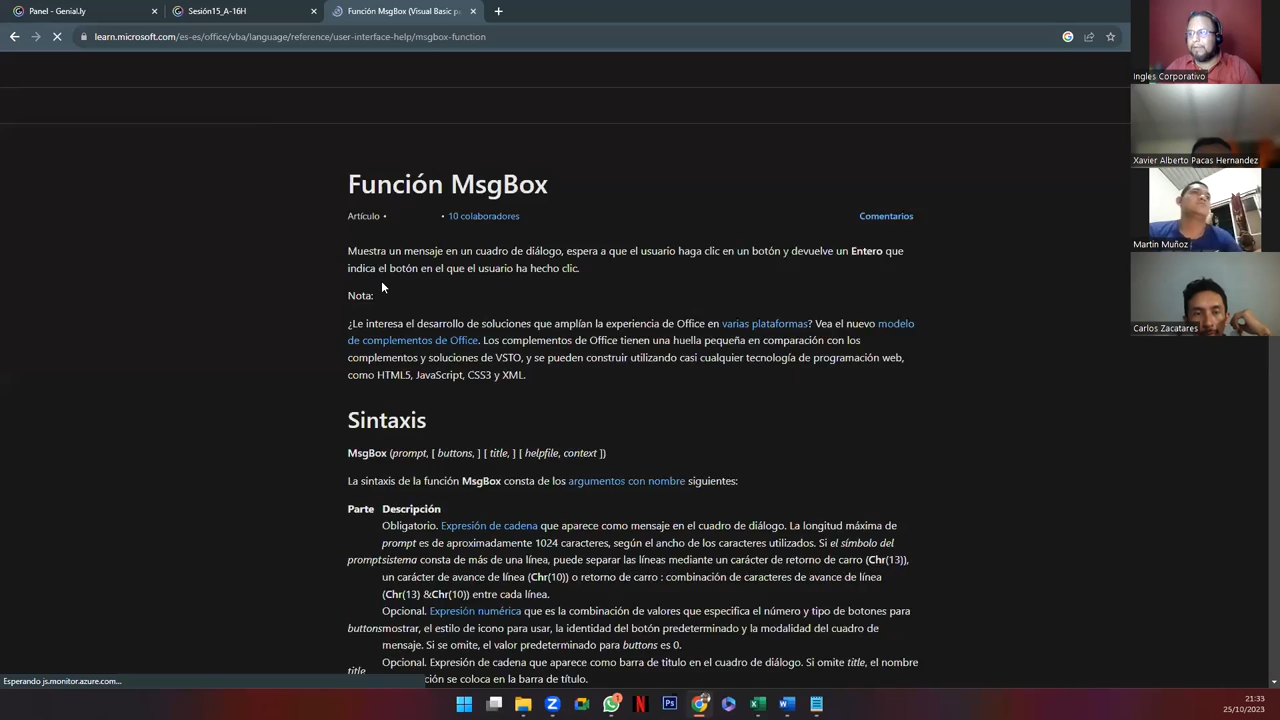 Panel - Genial.ly
Sesión15_A-16H
Función MsgBox (Visual Basic pa
learn.microsoft.com/es-es/office/vba/language/reference/user-interface-help/msgbox-function
Ingles Corporativo
Xavier Alberto Pacas Hernandez
Martin Muñoz
Carlos Zacatares
Función MsgBox
Artículo • • 10 colaboradores Comentarios
Muestra un mensaje en un cuadro de diálogo, espera a que el usuario haga clic en un botón y devuelve un Entero que
indica el botón en el que el usuario ha hecho clic.
Nota:
¿Le interesa el desarrollo de soluciones que amplían la experiencia de Office en varias plataformas? Vea el nuevo modelo
de complementos de Office. Los complementos de Office tienen una huella pequeña en comparación con los
complementos y soluciones de VSTO, y se pueden construir utilizando casi cualquier tecnología de programación web,
como HTML5, JavaScript, CSS3 y XML.
Sintaxis
MsgBox (prompt, [ buttons, ] [ title, ] [ helpfile, context ])
La sintaxis de la función MsgBox consta de los argumentos con nombre siguientes:
Parte Descripción
Obligatorio. Expresión de cadena que aparece como mensaje en el cuadro de diálogo. La longitud máxima de
prompt es de aproximadamente 1024 caracteres, según el ancho de los caracteres utilizados. Si el símbolo del
prompt sistema consta de más de una línea, puede separar las líneas mediante un carácter de retorno de carro (Chr(13)),
un carácter de avance de línea (Chr(10)) o retorno de carro : combinación de caracteres de avance de línea
(Chr(13) &Chr(10)) entre cada línea.
Opcional. Expresión numérica que es la combinación de valores que especifica el número y tipo de botones para
buttons mostrar, el estilo de icono para usar, la identidad del botón predeterminado y la modalidad del cuadro de
mensaje. Si se omite, el valor predeterminado para buttons es 0.
Opcional. Expresión de cadena que aparece como barra de titulo en el cuadro de diálogo. Si omite title, el nombre
title
ación se coloca en la barra de título.
Esperando js.monitor.azure.com...
21:33
25/10/2023